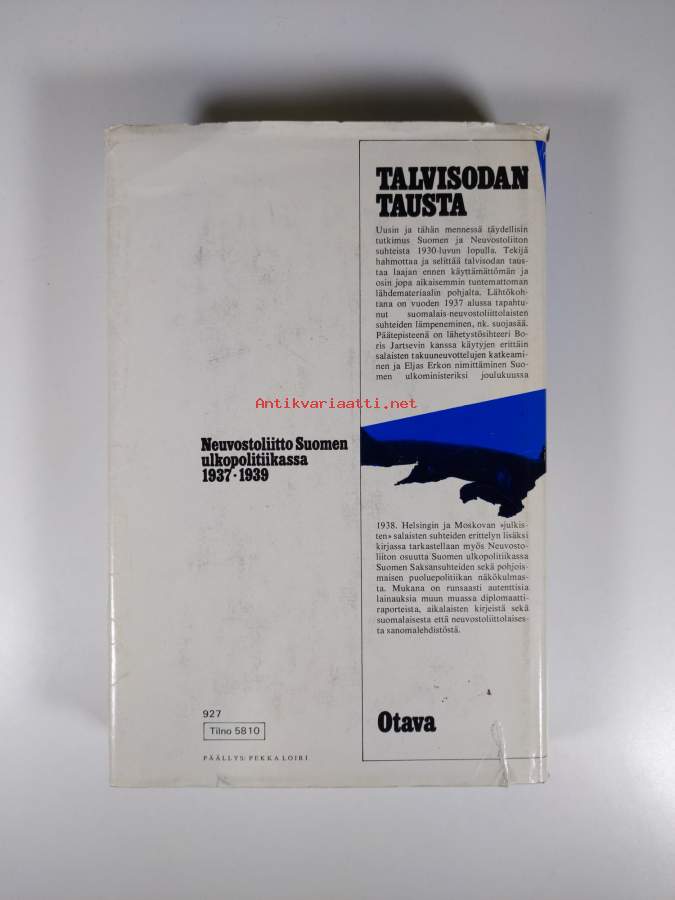 TALVISODAN
TAUSTA
Uusin ja tähän mennessä täydellisin
tutkimus Suomen ja Neuvostoliiton
suhteista 1930-luvun lopulla. Tekijä
hahmottaa ja selittää talvisodan taus-
taa laajan ennen käyttämättömän ja
osin jopa aikaisemmin tuntemattoman
lähdemateriaalin pohjalta. Lähtökoh-
tana on vuoden 1937 alussa tapahtu-
nut suomalais-neuvostoliittolaisten
suhteiden lämpeneminen, nk. suojasää.
Päätepisteenä on lähetystösihteeri Bo-
ris Jartsevin kanssa käytyjen erittäin
salaisten takuuneuvottelujen katkeami-
nen ja Eljas Erkon nimittäminen Suo-
men ulkoministeriksi joulukuussa
Antikvariaatti.net
Neuvostoliitto Suomen
ulkopolitiikassa
1937·1939
1938. Helsingin ja Moskovan »julkis-
ten» salaisten suhteiden erittelyn lisäksi
kirjassa tarkastellaan myös Neuvosto-
liiton osuutta Suomen ulkopolitiikassa
Suomen Saksansuhteiden sekä pohjois-
maisen puoluepolitiikan näkökulmas-
ta. Mukana on runsaasti autenttisia
lainauksia muun muassa diplomaatti-
raporteista, aikalaisten kirjeistä sekä
suomalaisesta että neuvostoliittolaises-
ta sanomalehdistöstä.
927
Tilno 5810
Otava
PÄÄLLYS: PEKKA LOIRI